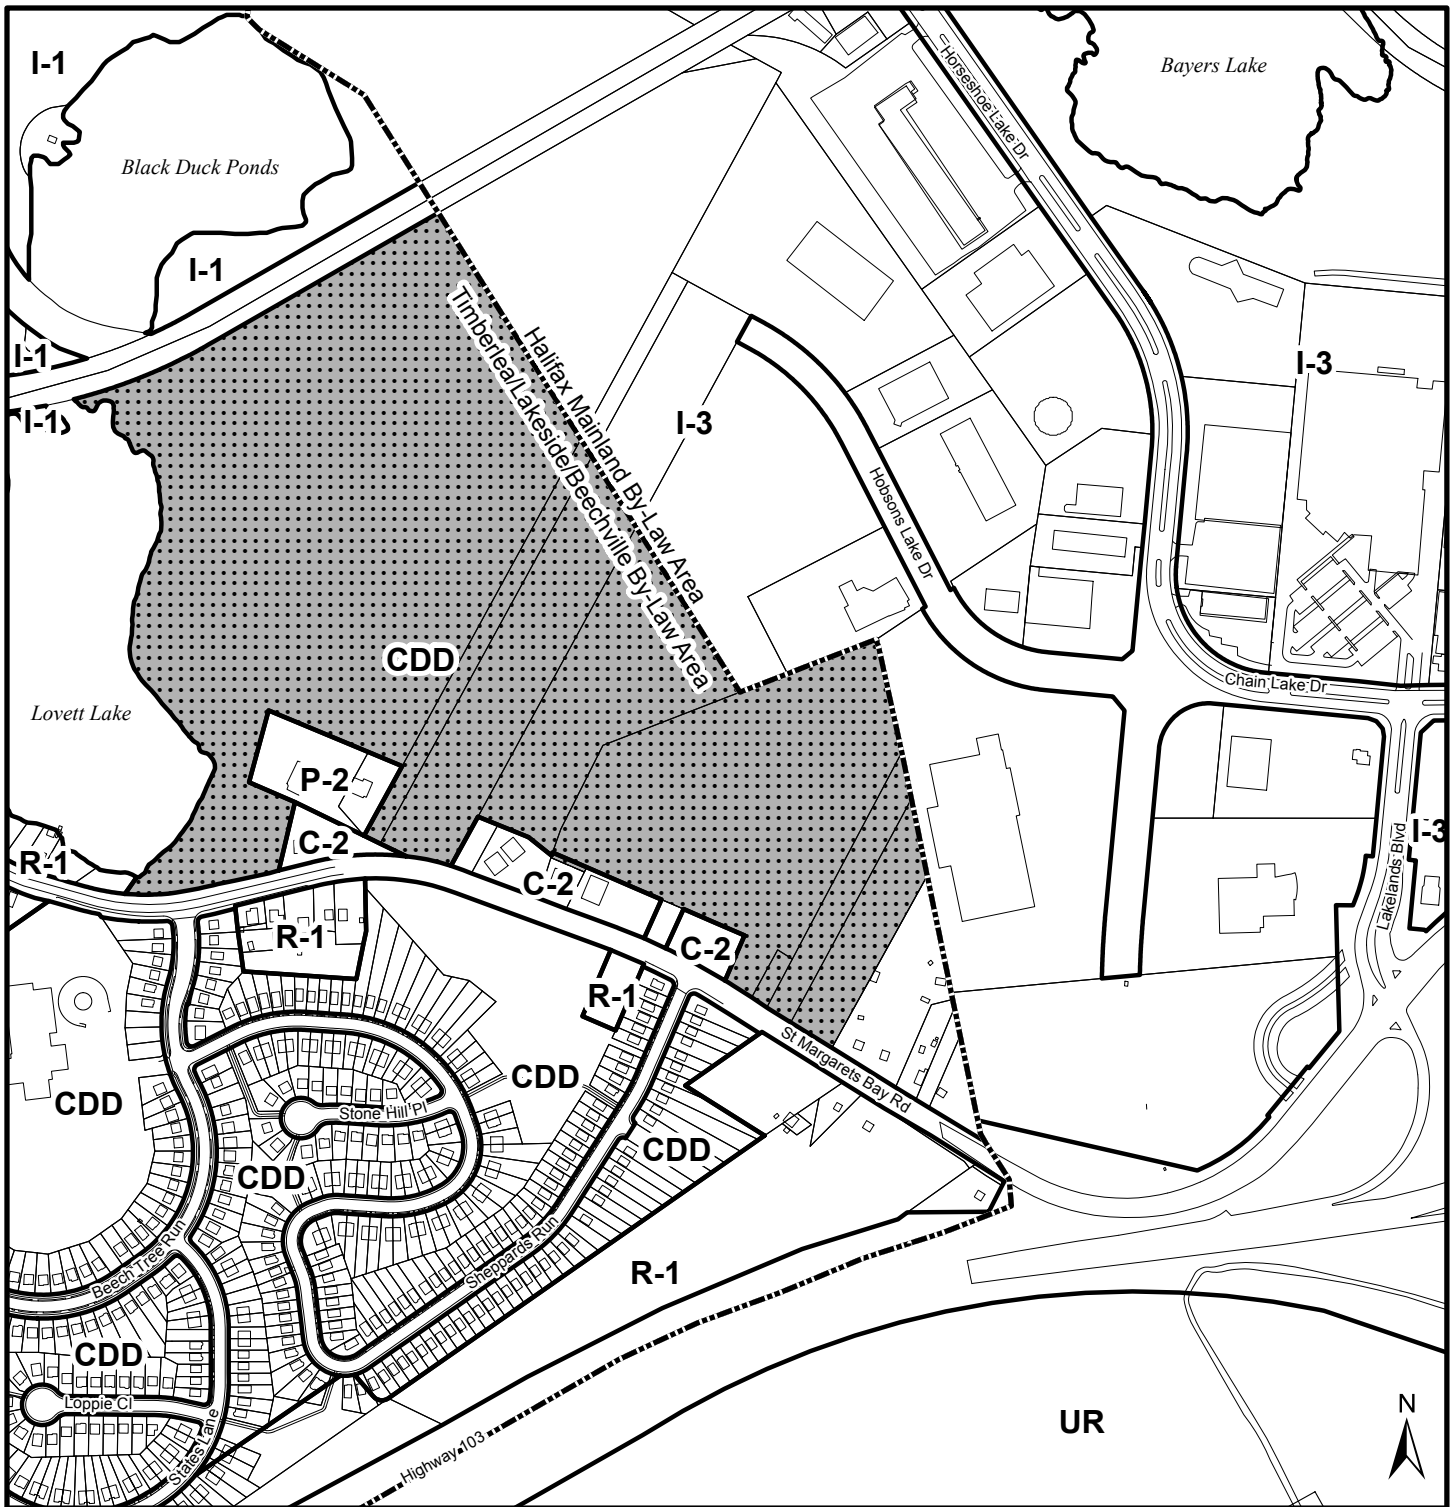 I-1
Black Duck Ponds
Horseshoe Lake Dr
Bayers Lake
I-1
Halifax Mainland By-Law Area
Timberlea/Lakeside/Beechville By-Law Area
I-1
I-3
I-3
I-1
Hobsons Lake Dr
CDD
Chain Lake Dr
Lovett Lake
P-2
C-2
I-3
R-1
Lakelands Blvd
C-2
R-1
C-2
R-1
St Margarets Bay Rd
CDD
CDD
Stone Hill Pl
CDD
CDD
Beech Tree Run
Sheppards Run
R-1
CDD
Loppie Cl
States Lane
Highway 103
UR
N